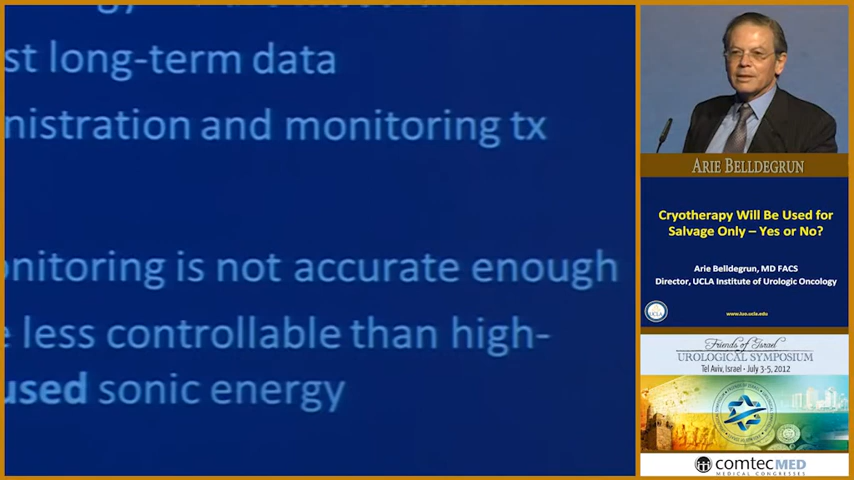 st long-term data
nistration and monitoring tx
onitoring is not accurate enough
e less controllable than high-
used sonic energy
ARIE BELLDEGRUN
Cryotherapy Will Be Used for
Salvage Only – Yes or No?
Arie Belldegrun, MD FACS
Director, UCLA Institute of Urologic Oncology
UCLA
www.iuo.ucla.edu
Friends of Israel
UROLOGICAL SYMPOSIUM
Tel Aviv, Israel • July 3-5, 2012
comtecMED
MEDICAL CONGRESSES